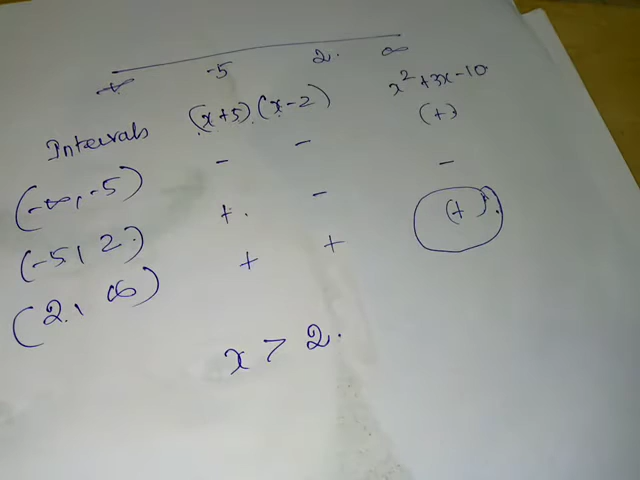 -∞ -5 2. ∞
Intervals (x+5) (x-2) x²+3x-10
(-∞, -5) - - (+)
(-5, 2) +. - -
(2, ∞) + + (+).
x > 2.